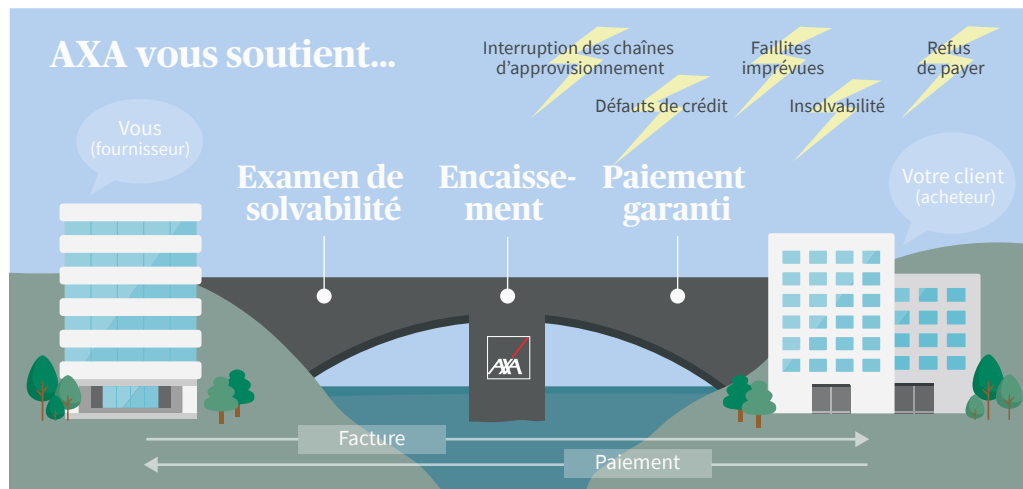 AXA vous soutient...
Interruption des chaînes
d’approvisionnement
Faillites
imprévues
Refus
de payer
Défauts de crédit
Insolvabilité
Vous
(fournisseur)
Examen de
solvabilité
Encaisse-
ment
Paiement
garanti
Votre client
(acheteur)
AXA
Facture
Paiement